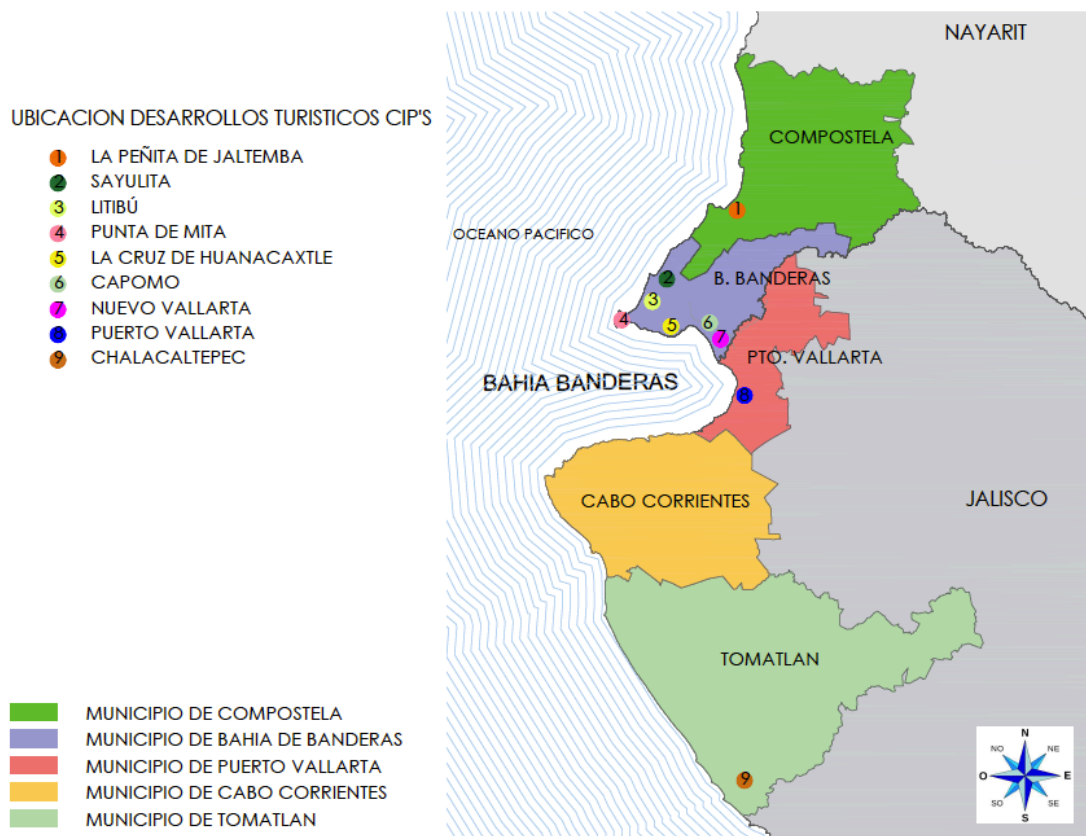 UBICACION DESARROLLOS TURISTICOS CIP'S
1 LA PEÑITA DE JALTEMBA
2 SAYULITA
3 LITIBÚ
4 PUNTA DE MITA
5 LA CRUZ DE HUANACAXTLE
6 CAPOMO
7 NUEVO VALLARTA
8 PUERTO VALLARTA
9 CHALACALTEPEC
MUNICIPIO DE COMPOSTELA
MUNICIPIO DE BAHIA DE BANDERAS
MUNICIPIO DE PUERTO VALLARTA
MUNICIPIO DE CABO CORRIENTES
MUNICIPIO DE TOMATLAN
NAYARIT
COMPOSTELA
1
OCEANO PACIFICO
2
B. BANDERAS
3
4
5
6
7
PTO. VALLARTA
BAHIA BANDERAS
8
CABO CORRIENTES
JALISCO
TOMATLAN
9
N
NO
NE
O
E
SO
SE
S